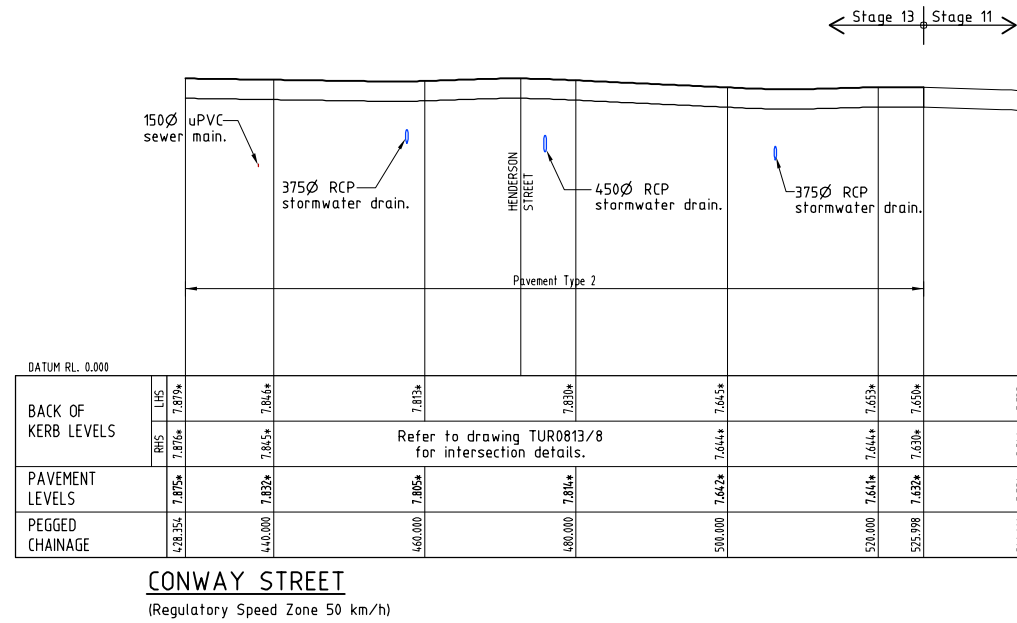 Stage 13 Stage 11
150Ø uPVC
sewer main.
375Ø RCP
stormwater drain.
HENDERSON
STREET
450Ø RCP
stormwater drain.
375Ø RCP
stormwater drain.
Pavement Type 2
DATUM RL. 0.000
BACK OF
KERB LEVELS
LHS 7.879* 7.846* 7.813* 7.830* 7.645* 7.653* 7.650*
RHS 7.876* 7.845* 7.644* 7.644* 7.630*
Refer to drawing TUR0813/8
for intersection details.
PAVEMENT
LEVELS
7.875* 7.832* 7.805* 7.814* 7.642* 7.641* 7.632*
PEGGED
CHAINAGE
428.354 440.000 460.000 480.000 500.000 520.000 525.998
CONWAY STREET
(Regulatory Speed Zone 50 km/h)